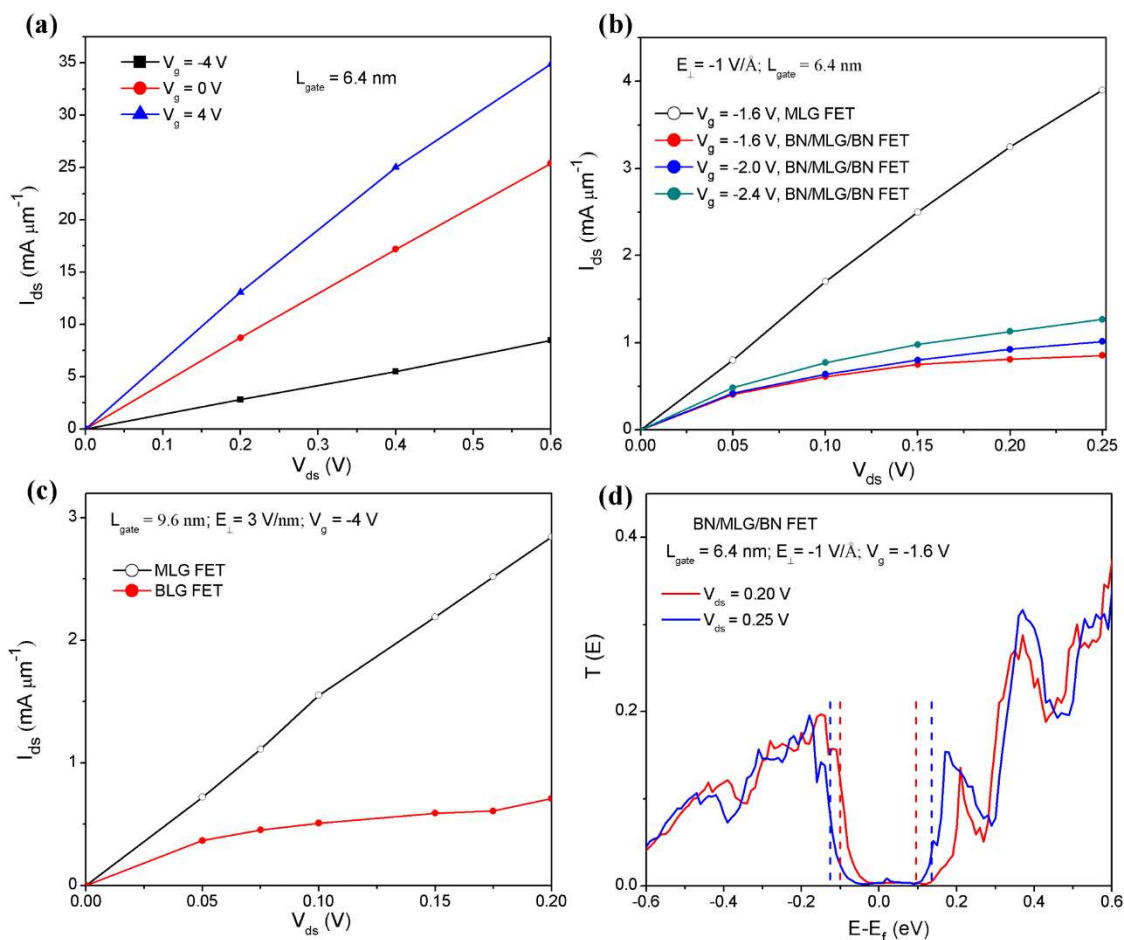 (a)
V_g = -4 V
V_g = 0 V
V_g = 4 V
L_gate = 6.4 nm
35
30
25
20
15
10
5
0
I_ds (mA μm⁻¹)
0.0 0.1 0.2 0.3 0.4 0.5 0.6
V_ds (V)
(b)
E_⊥= -1 V/Å; L_gate = 6.4 nm
V_g = -1.6 V, MLG FET
V_g = -1.6 V, BN/MLG/BN FET
V_g = -2.0 V, BN/MLG/BN FET
V_g = -2.4 V, BN/MLG/BN FET
4
3
2
1
0
I_ds (mA μm⁻¹)
0.00 0.05 0.10 0.15 0.20 0.25
V_ds (V)
(c)
L_gate = 9.6 nm; E_⊥= 3 V/nm; V_g = -4 V
MLG FET
BLG FET
3
2
1
0
I_ds (mA μm⁻¹)
0.00 0.05 0.10 0.15 0.20
V_ds (V)
(d)
BN/MLG/BN FET
L_gate = 6.4 nm; E_⊥= -1 V/Å; V_g = -1.6 V
V_ds = 0.20 V
V_ds = 0.25 V
0.4
0.2
0.0
T (E)
-0.6 -0.4 -0.2 0.0 0.2 0.4 0.6
E-E_f (eV)